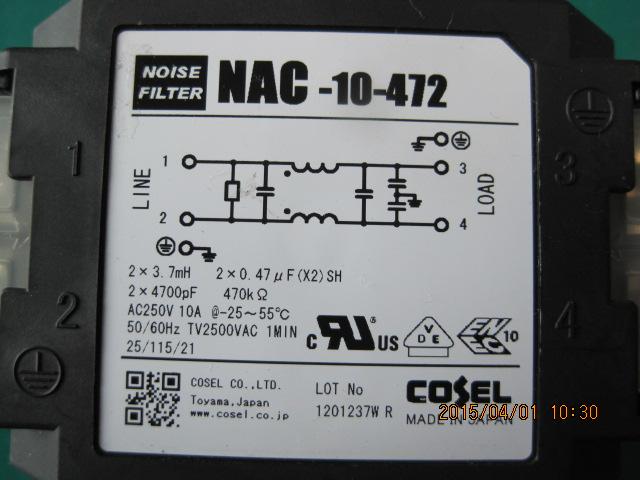 NOISE FILTER NAC -10-472
1
3
1 LINE 2
3 LOAD 4
2
4
2×3.7mH 2×0.47μF(X2)SH
2×4700pF 470kΩ
AC250V 10A @-25~55℃
50/60Hz TV2500VAC 1MIN
25/115/21
c RU US
VDE
ENEC 10
COSEL CO.,LTD.
Toyama,Japan
www.cosel.co.jp
LOT No
1201237W R
COSEL
MADE IN JAPAN
2015/04/01 10:30